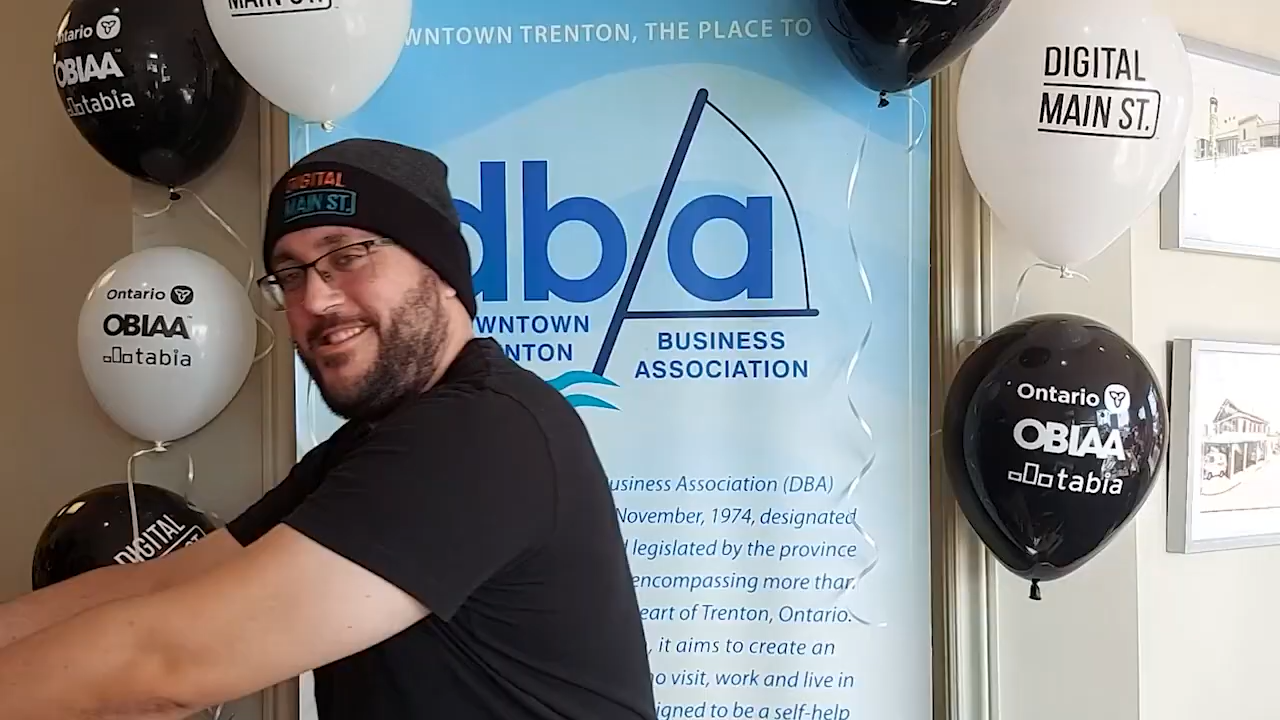 Ontario
OBIAA
tabia
MAIN ST.
DOWNTOWN TRENTON, THE PLACE TO
DIGITAL
MAIN ST.
DIGITAL
MAIN ST.
db/a
WNTOWN
NTON
BUSINESS
ASSOCIATION
Ontario
OBIAA
tabia
Ontario
OBIAA
tabia
DIGITAL
usiness Association (DBA)
November, 1974, designated
legislated by the province
encompassing more than
eart of Trenton, Ontario.
, it aims to create an
o visit, work and live in
igned to be a self-help